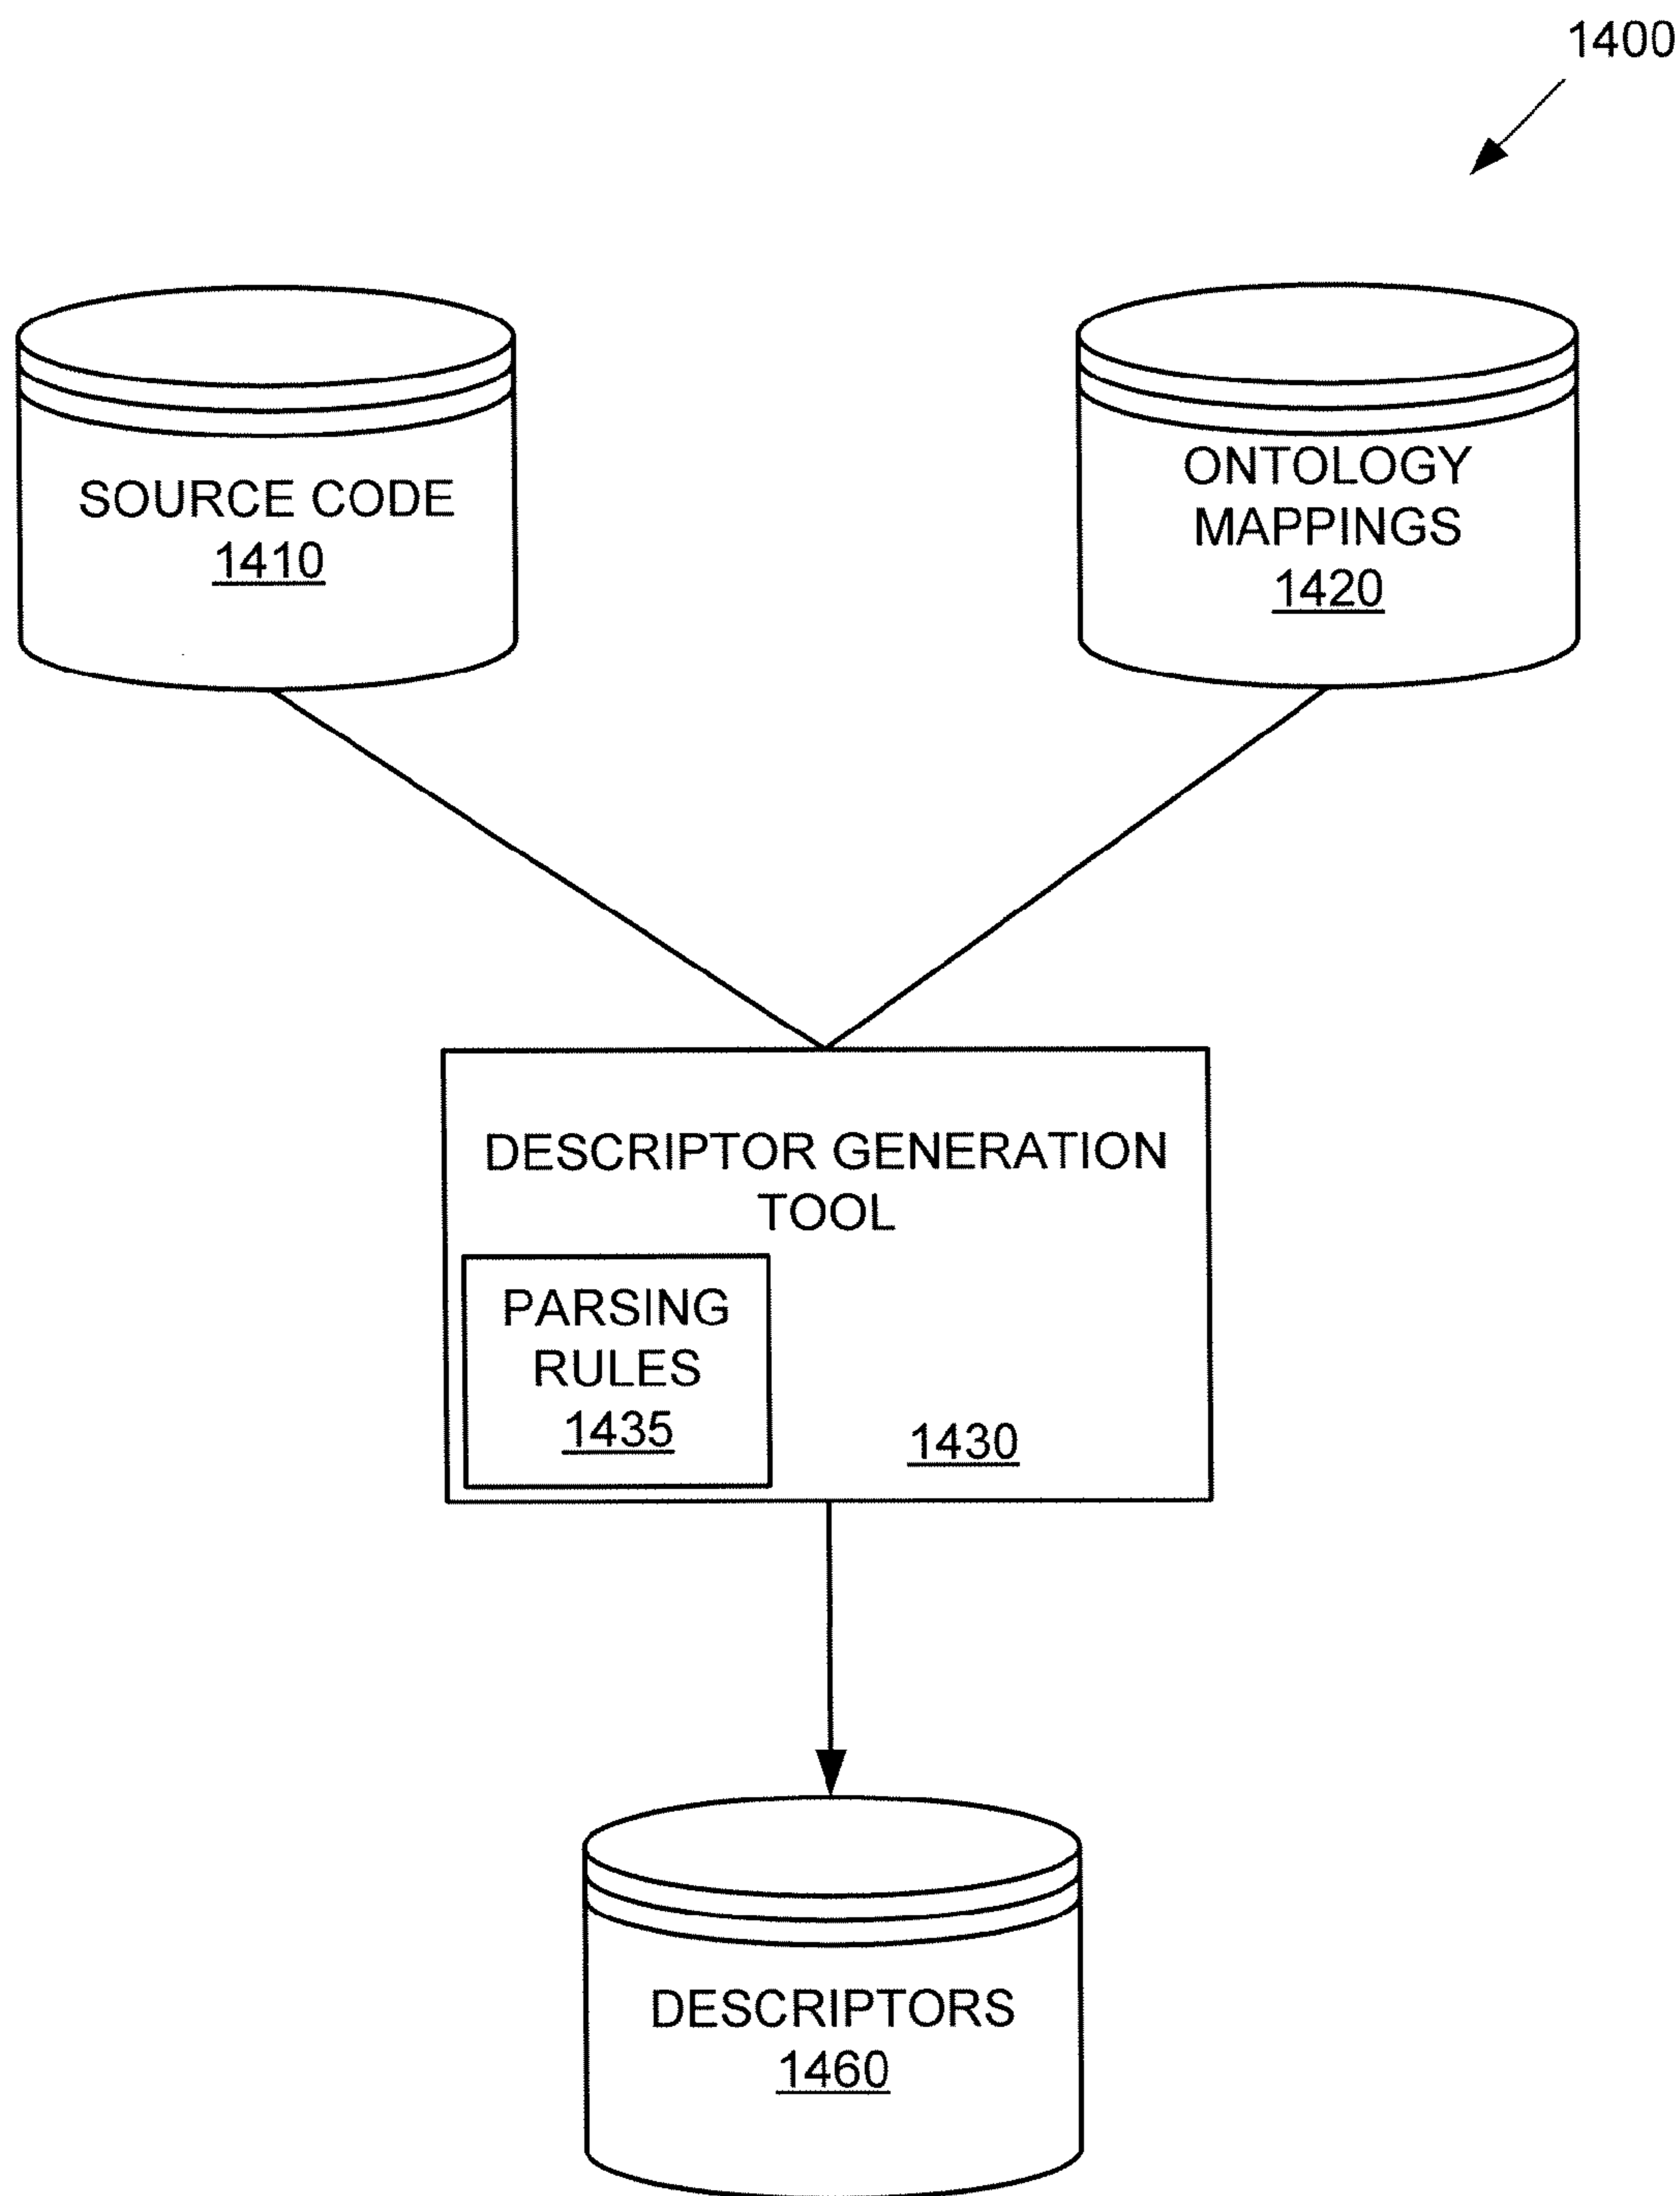 1400
SOURCE CODE
1410
ONTOLOGY
MAPPINGS
1420
DESCRIPTOR GENERATION
TOOL
PARSING
RULES
1435
1430
DESCRIPTORS
1460